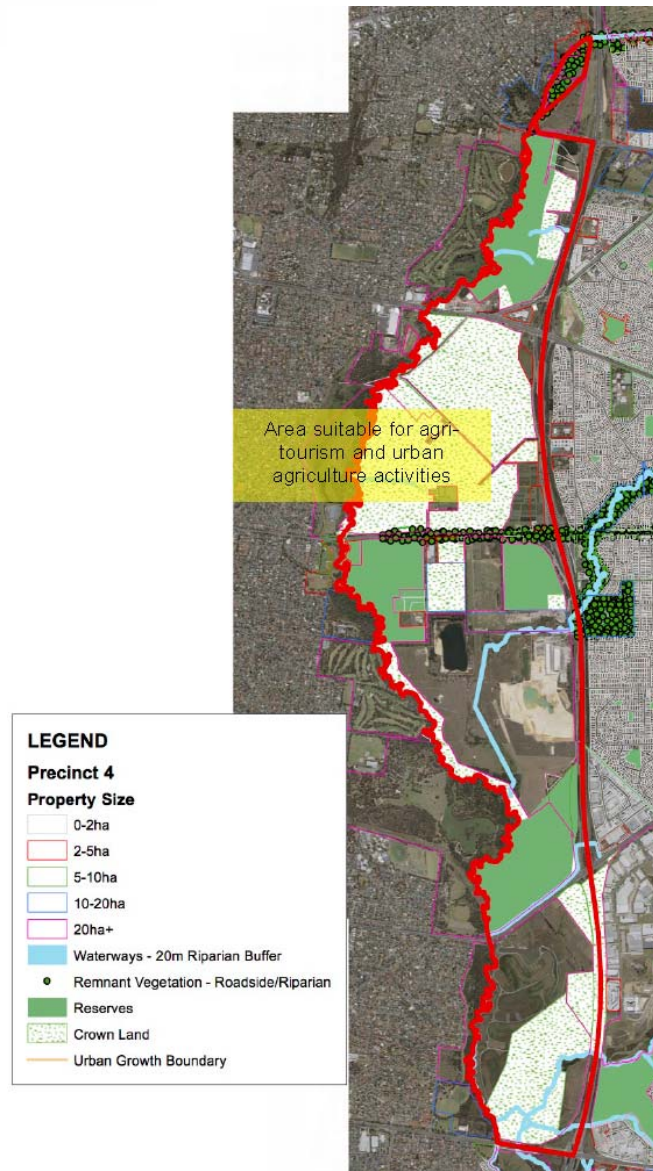 Area suitable for agri-
tourism and urban
agriculture activities
LEGEND
Precinct 4
Property Size
0-2ha
2-5ha
5-10ha
10-20ha
20ha+
Waterways - 20m Riparian Buffer
Remnant Vegetation - Roadside/Riparian
Reserves
Crown Land
Urban Growth Boundary